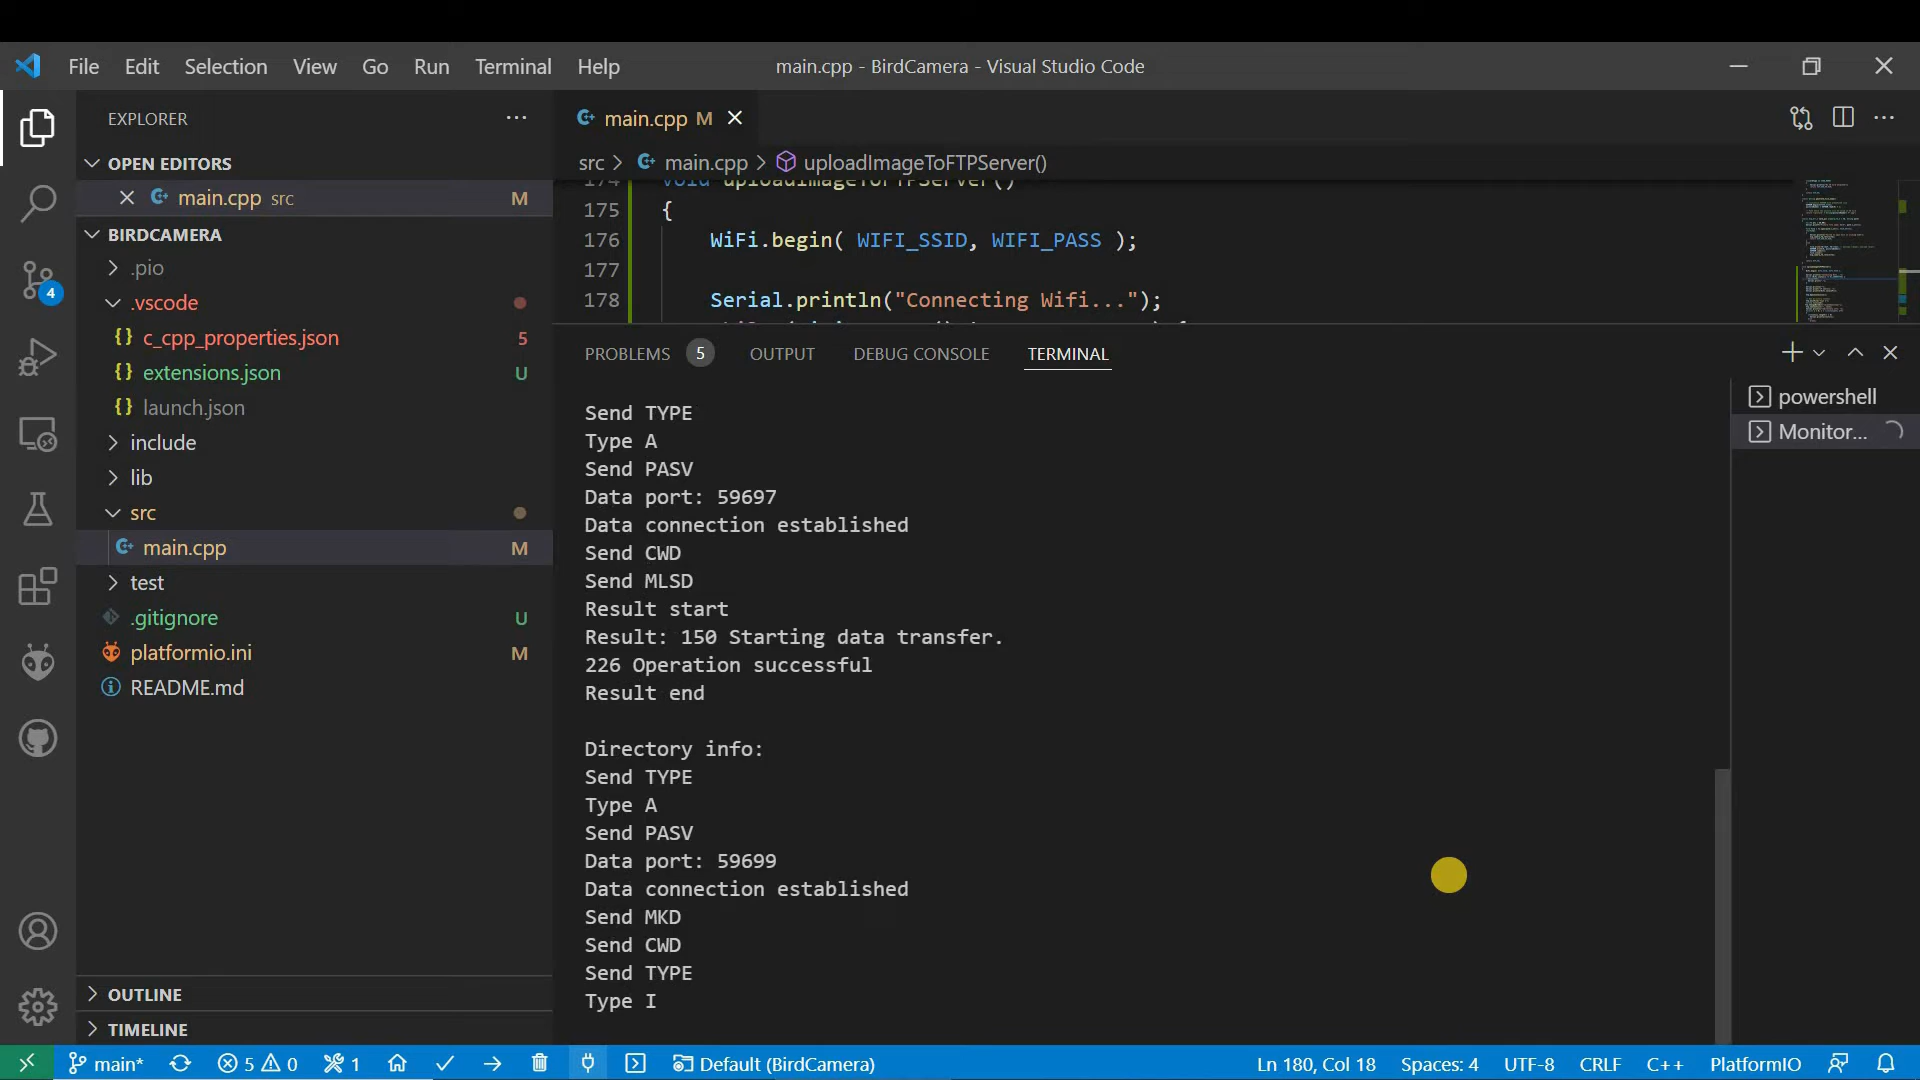 File Edit Selection View Go Run Terminal Help
main.cpp - BirdCamera - Visual Studio Code
EXPLORER
OPEN EDITORS
main.cpp src M
BIRDCAMERA
.pio
.vscode
c_cpp_properties.json 5
extensions.json U
launch.json
include
lib
src
main.cpp M
test
.gitignore U
platformio.ini M
README.md
OUTLINE
TIMELINE
4
main.cpp M
src > main.cpp > uploadImageToFTPServer()
174 void uploadImageToFTPServer()
175 {
176 WiFi.begin( WIFI_SSID, WIFI_PASS );
177
178 Serial.println("Connecting Wifi...");
PROBLEMS 5 OUTPUT DEBUG CONSOLE TERMINAL
Send TYPE
Type A
Send PASV
Data port: 59697
Data connection established
Send CWD
Send MLSD
Result start
Result: 150 Starting data transfer.
226 Operation successful
Result end
Directory info:
Send TYPE
Type A
Send PASV
Data port: 59699
Data connection established
Send MKD
Send CWD
Send TYPE
Type I
powershell
Monitor...
main* 5 0 1 Default (BirdCamera) Ln 180, Col 18 Spaces: 4 UTF-8 CRLF C++ PlatformIO